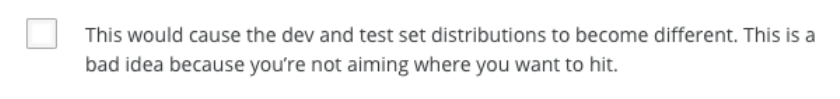 This would cause the dev and test set distributions to become different. This is a
bad idea because you’re not aiming where you want to hit.